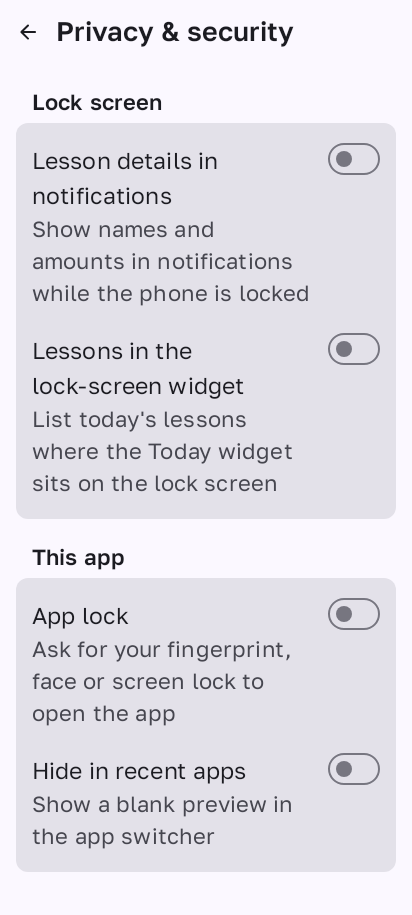 Privacy & security
Lock screen
Lesson details in
notifications
Show names and
amounts in notifications
while the phone is locked
Lessons in the
lock-screen widget
List today's lessons
where the Today widget
sits on the lock screen
This app
App lock
Ask for your fingerprint,
face or screen lock to
open the app
Hide in recent apps
Show a blank preview in
the app switcher